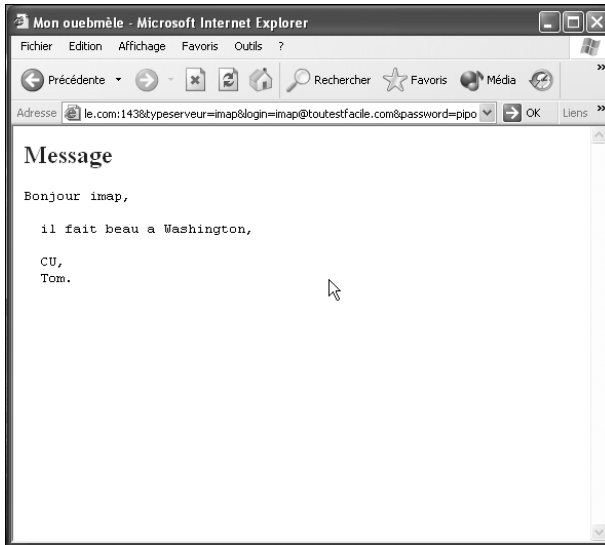 Mon ouebmèle - Microsoft Internet Explorer
Fichier Edition Affichage Favoris Outils ?
Précédente Rechercher Favoris Média »
Adresse le.com:143&typeserveur=imap&login=imap@toutestfacile.com&password=pipo OK Liens »
Message
Bonjour imap,
il fait beau a Washington,
CU,
Tom.